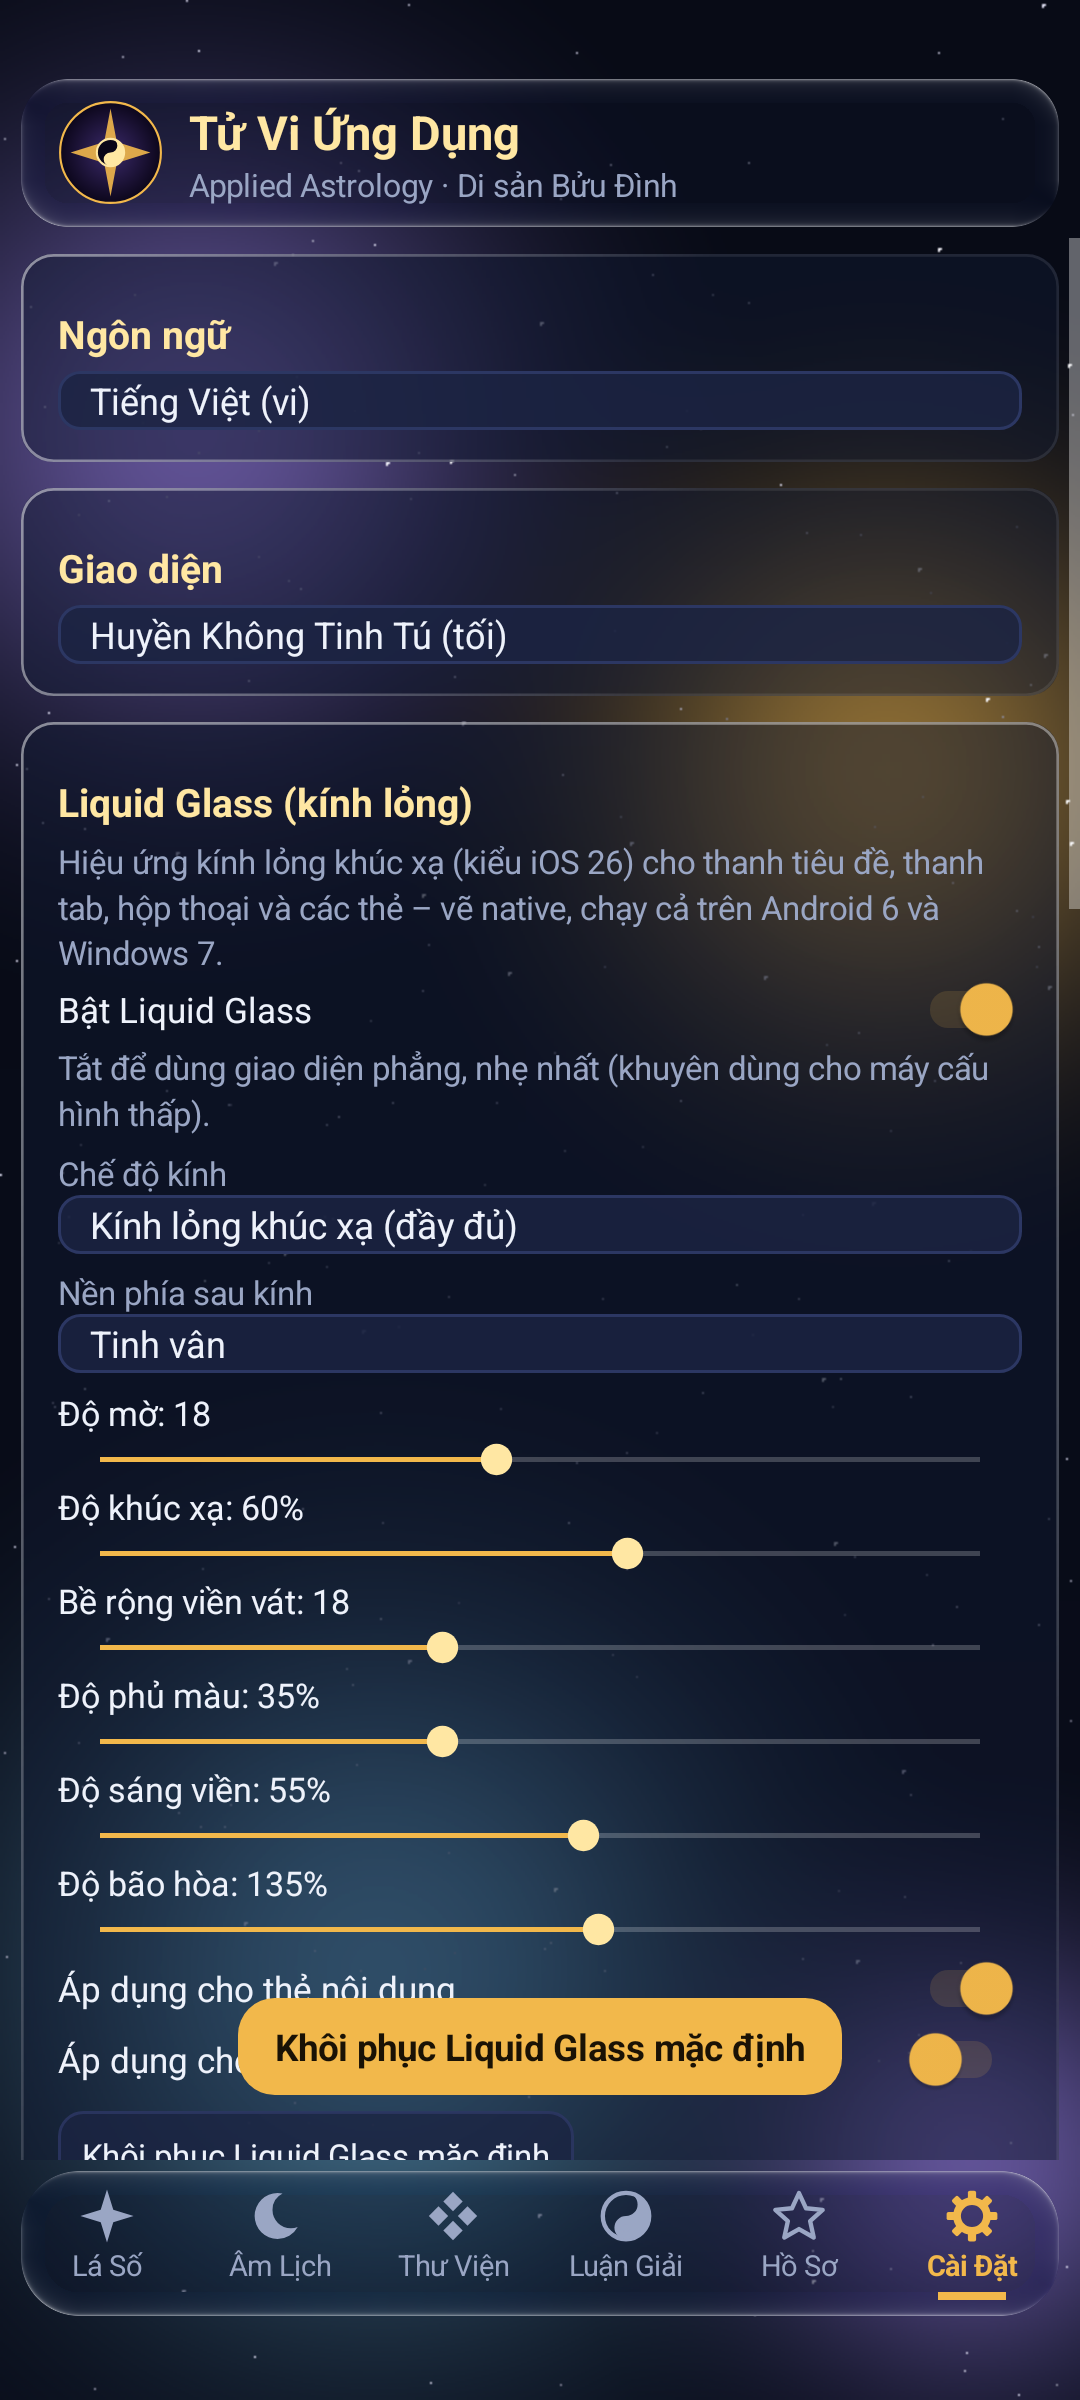 Tử Vi Ứng Dụng
Applied Astrology · Di sản Bửu Đình
Ngôn ngữ
Tiếng Việt (vi)
Giao diện
Huyền Không Tinh Tú (tối)
Liquid Glass (kính lỏng)
Hiệu ứng kính lỏng khúc xạ (kiểu iOS 26) cho thanh tiêu đề, thanh
tab, hộp thoại và các thẻ – vẽ native, chạy cả trên Android 6 và
Windows 7.
Bật Liquid Glass
Tắt để dùng giao diện phẳng, nhẹ nhất (khuyên dùng cho máy cấu
hình thấp).
Chế độ kính
Kính lỏng khúc xạ (đầy đủ)
Nền phía sau kính
Tinh vân
Độ mờ: 18
Độ khúc xạ: 60%
Bề rộng viền vát: 18
Độ phủ màu: 35%
Độ sáng viền: 55%
Độ bão hòa: 135%
Áp dụng cho thẻ nội dung
Áp dụng cho
Khôi phục Liquid Glass mặc định
Khôi phục Liquid Glass mặc định
Lá Số
Âm Lịch
Thư Viện
Luận Giải
Hồ Sơ
Cài Đặt